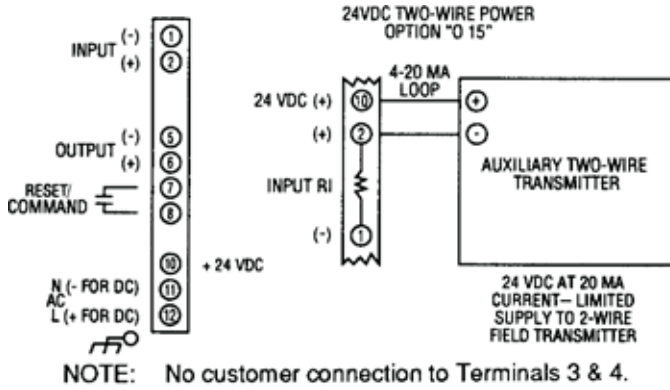 24VDC TWO-WIRE POWER
OPTION "O 15"
INPUT
(-) 1
(+) 2
OUTPUT
(-) 5
(+) 6
RESET/
COMMAND
7
8
10 + 24 VDC
N (- FOR DC) 11
AC
L (+ FOR DC) 12
4-20 MA
LOOP
24 VDC (+) 10
+
(+) 2
-
INPUT RI
(-) 1
AUXILIARY TWO-WIRE
TRANSMITTER
24 VDC AT 20 MA
CURRENT– LIMITED
SUPPLY TO 2-WIRE
FIELD TRANSMITTER
NOTE: No customer connection to Terminals 3 & 4.